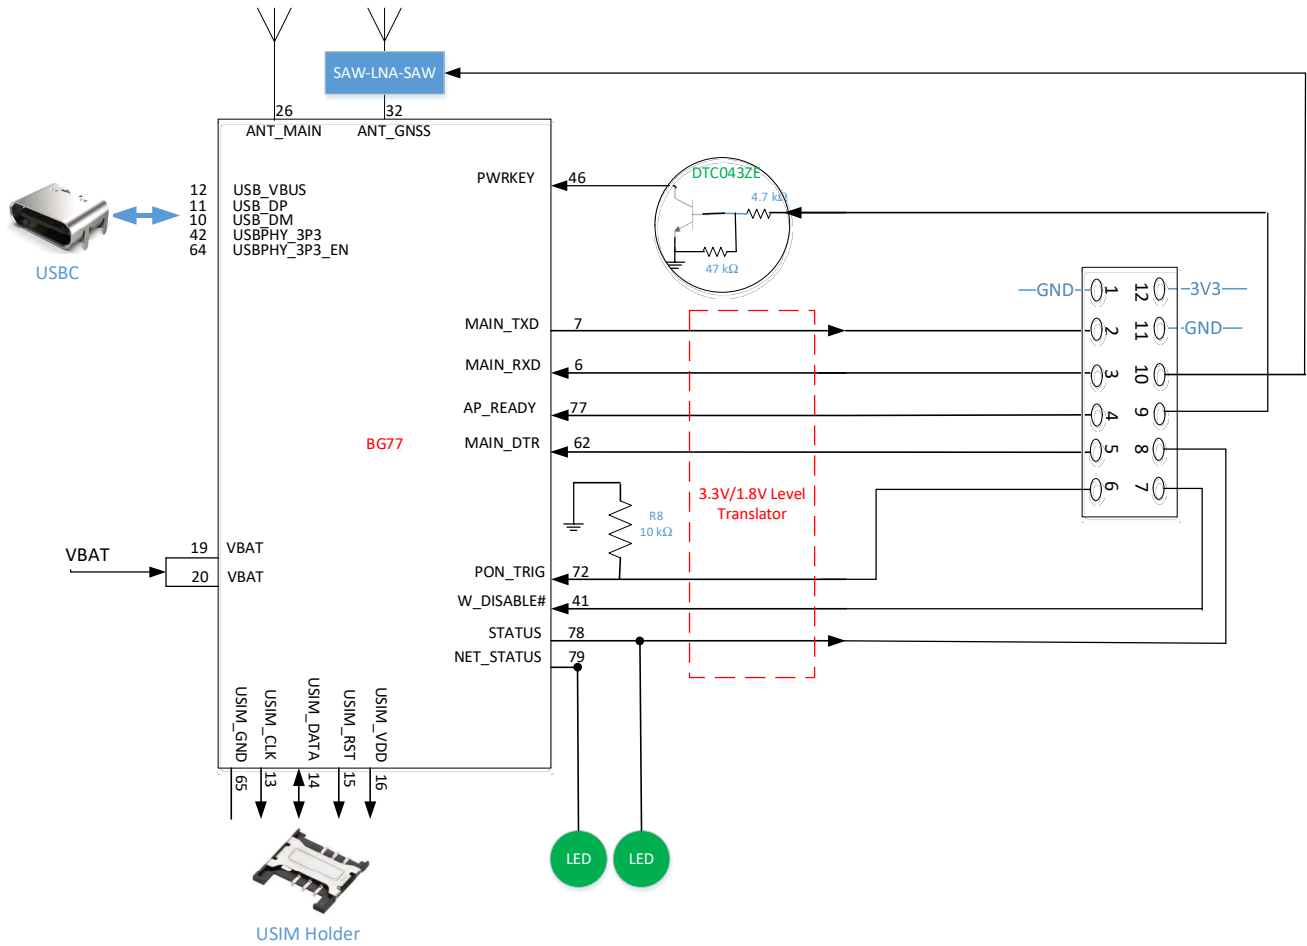 SAW-LNA-SAW
26
32
ANT_MAIN
ANT_GNSS
PWRKEY
46
DTC043ZE
4.7 kΩ
47 kΩ
12 USB_VBUS
11 USB_DP
10 USB_DM
42 USBPHY_3P3
64 USBPHY_3P3_EN
USBC
GND
1
12
3V3
MAIN_TXD
7
2
11
GND
MAIN_RXD
6
3
10
AP_READY
77
4
9
BG77
MAIN_DTR
62
5
8
6
7
3.3V/1.8V Level
Translator
R8
10 kΩ
VBAT
19
VBAT
20
VBAT
PON_TRIG
72
W_DISABLE#
41
STATUS
78
NET_STATUS
79
USIM_GND
USIM_CLK
USIM_DATA
USIM_RST
USIM_VDD
65
13
14
15
16
LED
LED
USIM Holder